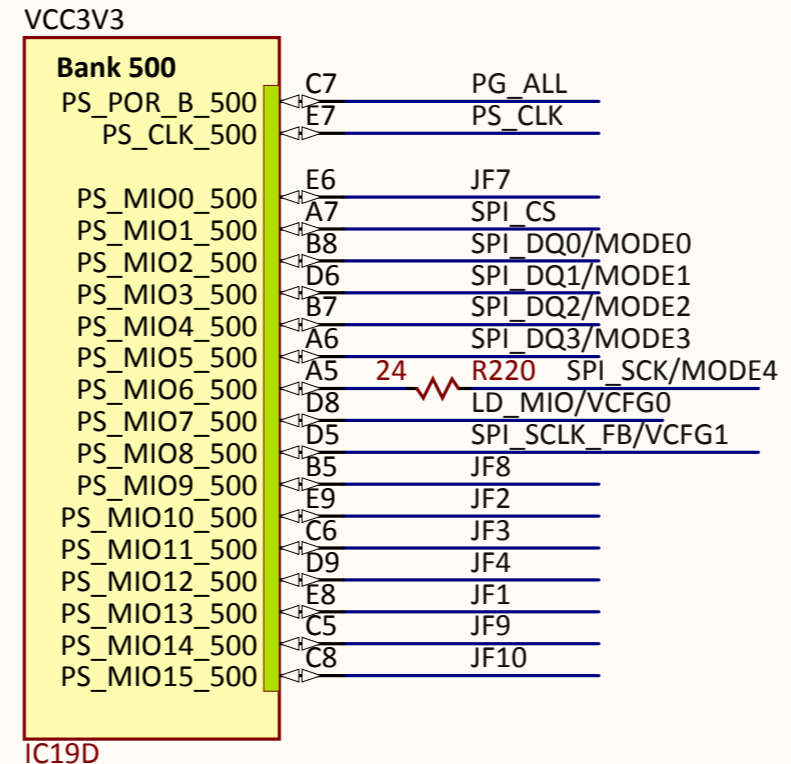 VCC3V3
Bank 500
PS_POR_B_500 C7 PG_ALL
PS_CLK_500 E7 PS_CLK
PS_MIO0_500 E6 JF7
PS_MIO1_500 A7 SPI_CS
PS_MIO2_500 B8 SPI_DQ0/MODE0
PS_MIO3_500 D6 SPI_DQ1/MODE1
PS_MIO4_500 B7 SPI_DQ2/MODE2
PS_MIO5_500 A6 SPI_DQ3/MODE3
PS_MIO6_500 A5 24 R220 SPI_SCK/MODE4
PS_MIO7_500 D8 LD_MIO/VCFG0
PS_MIO8_500 D5 SPI_SCLK_FB/VCFG1
PS_MIO9_500 B5 JF8
PS_MIO10_500 E9 JF2
PS_MIO11_500 C6 JF3
PS_MIO12_500 D9 JF4
PS_MIO13_500 E8 JF1
PS_MIO14_500 C5 JF9
PS_MIO15_500 C8 JF10
IC19D